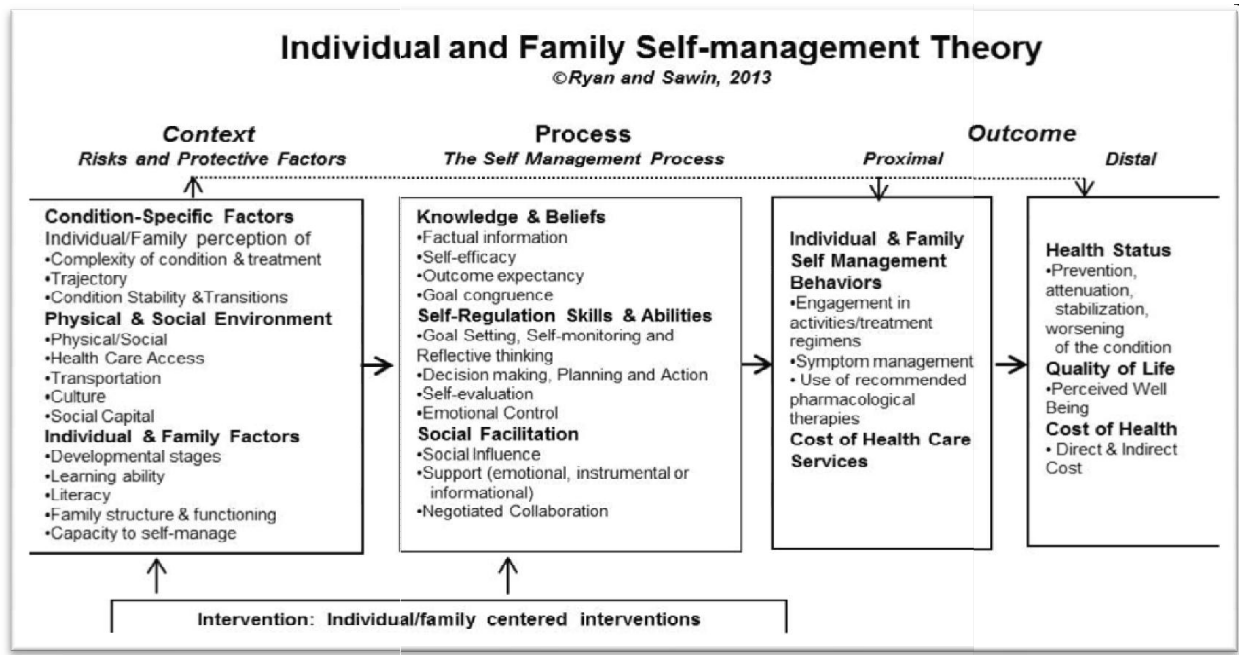 Individual and Family Self-management Theory
©Ryan and Sawin, 2013
Context
Risks and Protective Factors
Process
The Self Management Process
Outcome
Proximal
Distal
Condition-Specific Factors
Individual/Family perception of
•Complexity of condition & treatment
•Trajectory
•Condition Stability &Transitions
Physical & Social Environment
•Physical/Social
•Health Care Access
•Transportation
•Culture
•Social Capital
Individual & Family Factors
•Developmental stages
•Learning ability
•Literacy
•Family structure & functioning
•Capacity to self-manage
Knowledge & Beliefs
•Factual information
•Self-efficacy
•Outcome expectancy
•Goal congruence
Self-Regulation Skills & Abilities
•Goal Setting, Self-monitoring and
Reflective thinking
•Decision making, Planning and Action
•Self-evaluation
•Emotional Control
Social Facilitation
•Social Influence
•Support (emotional, instrumental or
informational)
•Negotiated Collaboration
Individual & Family
Self Management
Behaviors
•Engagement in
activities/treatment
regimens
•Symptom management
• Use of recommended
pharmacological
therapies
Cost of Health Care
Services
Health Status
•Prevention,
attenuation,
stabilization,
worsening
of the condition
Quality of Life
•Perceived Well
Being
Cost of Health
• Direct & Indirect
Cost
Intervention: Individual/family centered interventions